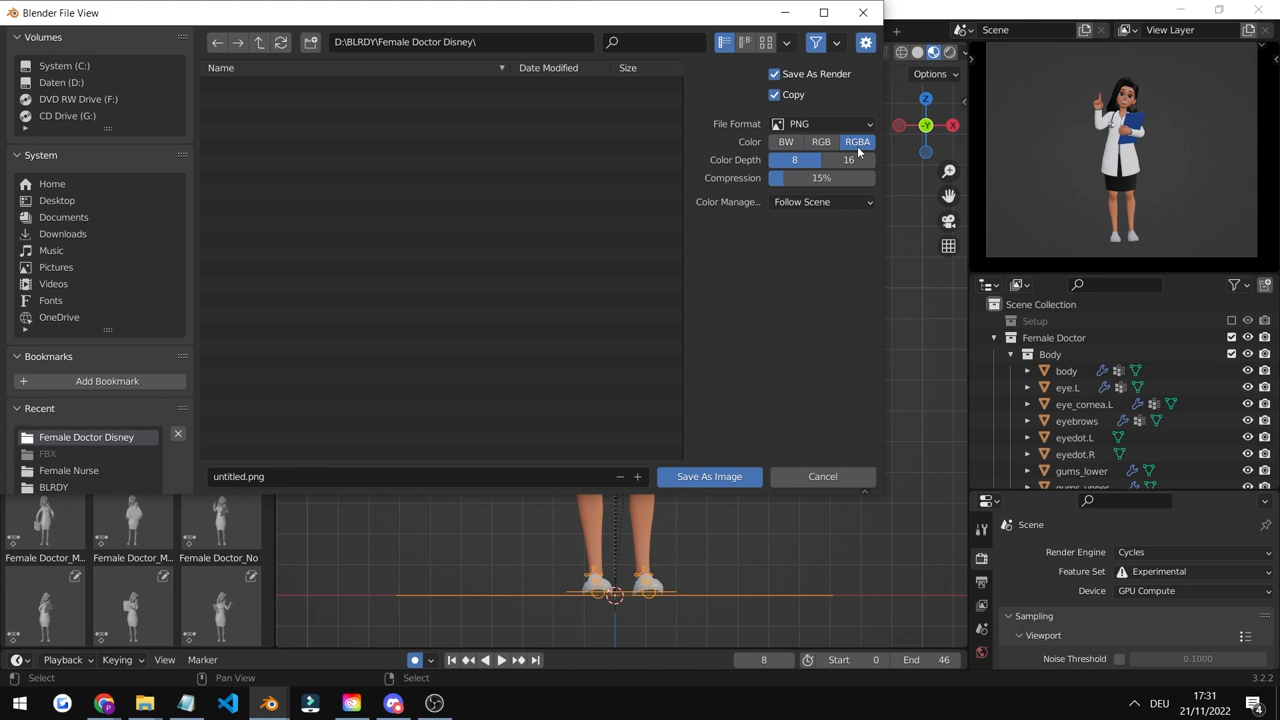 Blender File View
Volumes
System (C:)
Daten (D:)
DVD RW Drive (F:)
CD Drive (G:)
System
Home
Desktop
Documents
Downloads
Music
Pictures
Videos
Fonts
OneDrive
Bookmarks
Add Bookmark
Recent
Female Doctor Disney
FBX
Female Nurse
BLRDY
D:\BLRDY\Female Doctor Disney\
Name
Date Modified
Size
Save As Render
Copy
File Format
PNG
Color
BW
RGB
RGBA
Color Depth
8
16
Compression
15%
Color Manage...
Follow Scene
untitled.png
Save As Image
Cancel
Scene
View Layer
Options
Z
-Y
X
Scene Collection
Setup
Female Doctor
Body
body
eye.L
eye_cornea.L
eyebrows
eyedot.L
eyedot.R
gums_lower
gums_upper
Scene
Render Engine
Cycles
Feature Set
Experimental
Device
GPU Compute
Sampling
Viewport
Noise Threshold
0.1000
Female Doctor_M...
Female Doctor_M...
Female Doctor_No
Playback
Keying
View
Marker
8
Start
0
End
46
Select
Pan View
Select
3.2.2
DEU
17:31
21/11/2022
4